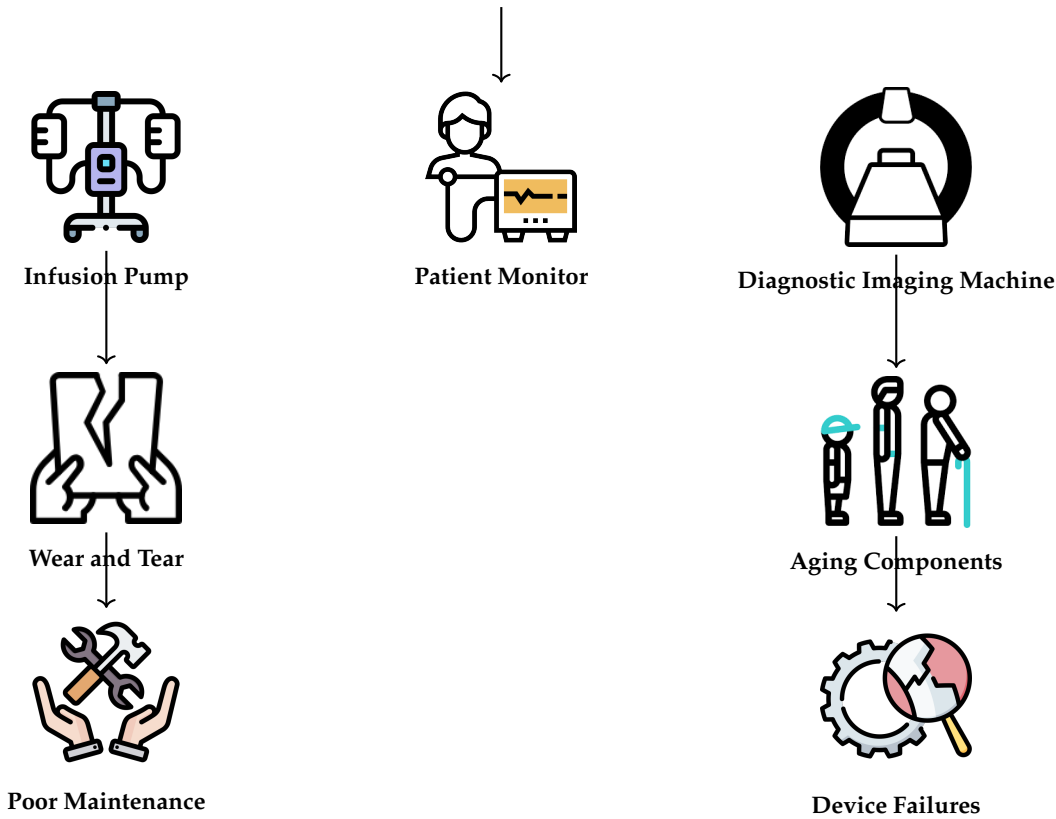 Infusion Pump
Patient Monitor
Diagnostic Imaging Machine
Wear and Tear
Aging Components
Poor Maintenance
Device Failures